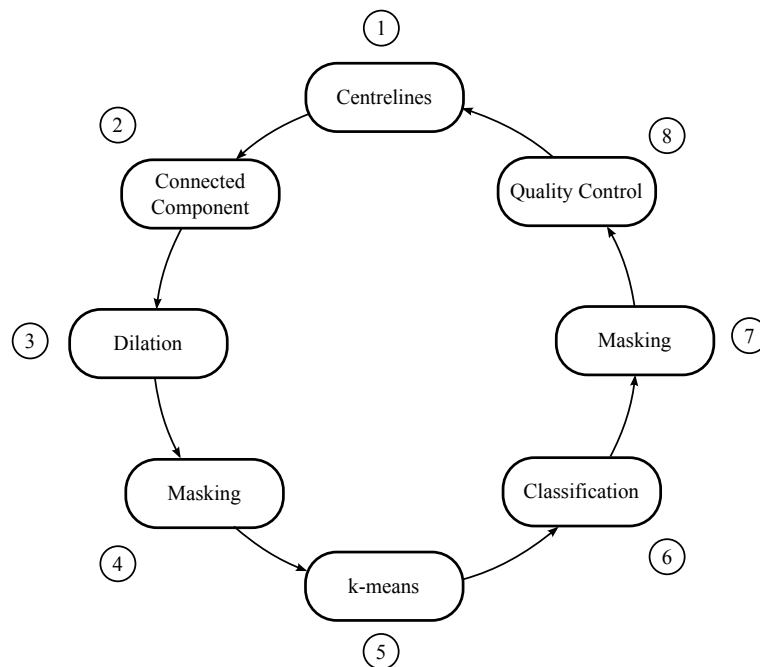 1
Centrelines
2
Connected
Component
3
Dilation
4
Masking
5
k-means
6
Classification
7
Masking
8
Quality Control